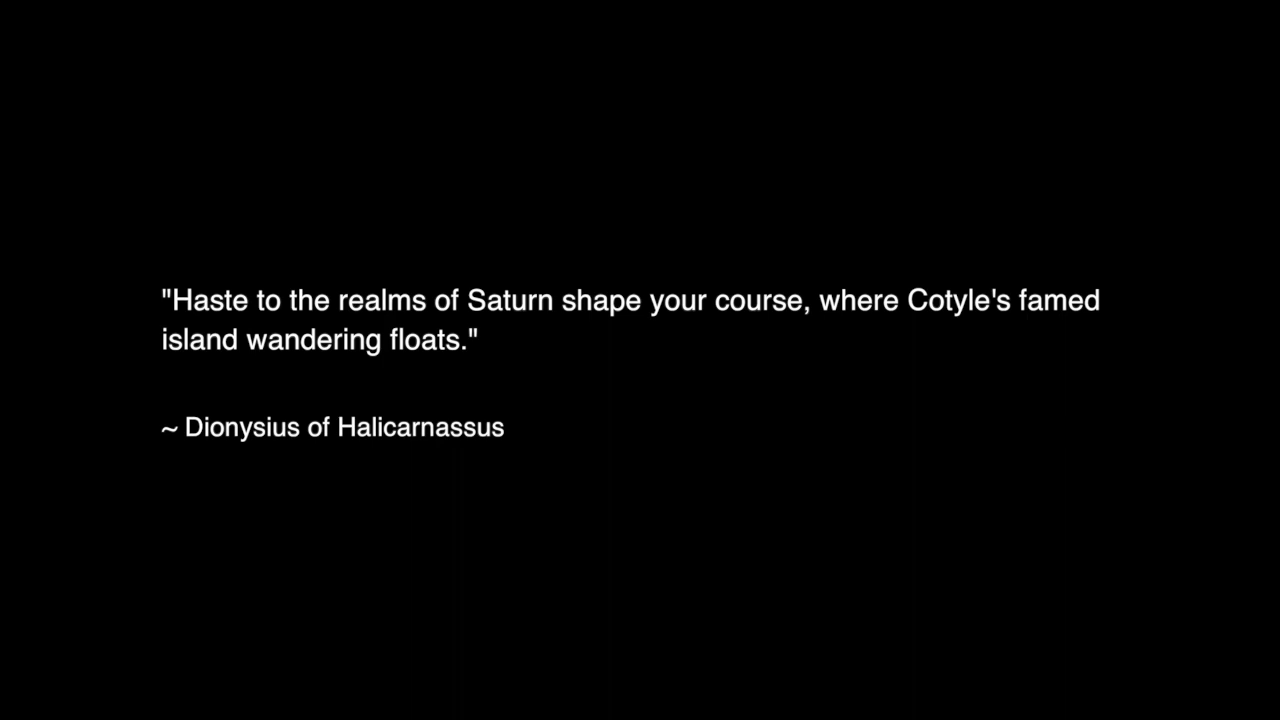 "Haste to the realms of Saturn shape your course, where Cotyle's famed
island wandering floats."
~ Dionysius of Halicarnassus